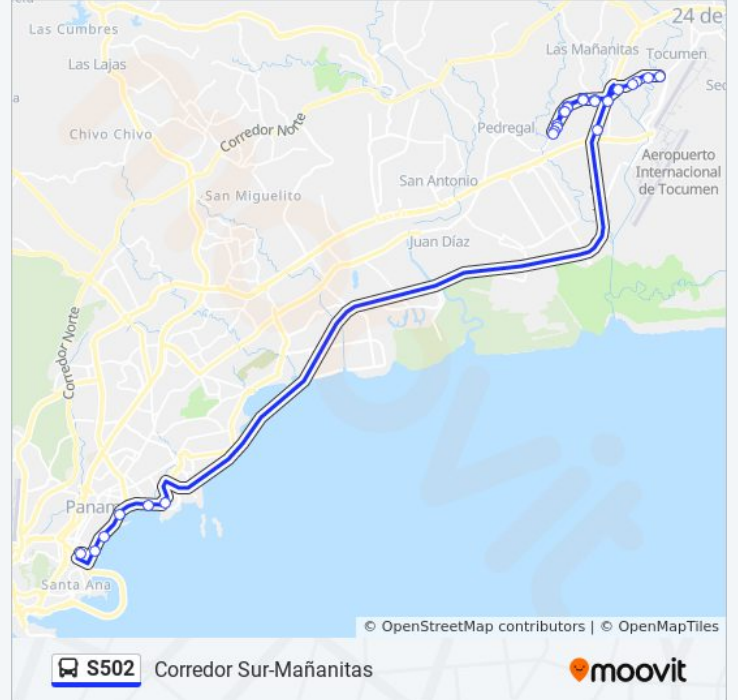 24 de
Las Cumbres
Las Mañanitas
Tocumen
Las Lajas
Sec
a
Corredor Norte
Chivo Chivo
Pedregal
Aeropuerto
Internacional
de Tocumen
San Antonio
San Miguelito
Juan Díaz
Corredor Norte
Panam
Santa Ana
© OpenStreetMap contributors | © OpenMapTiles
S502 Corredor Sur-Mañanitas
moovit